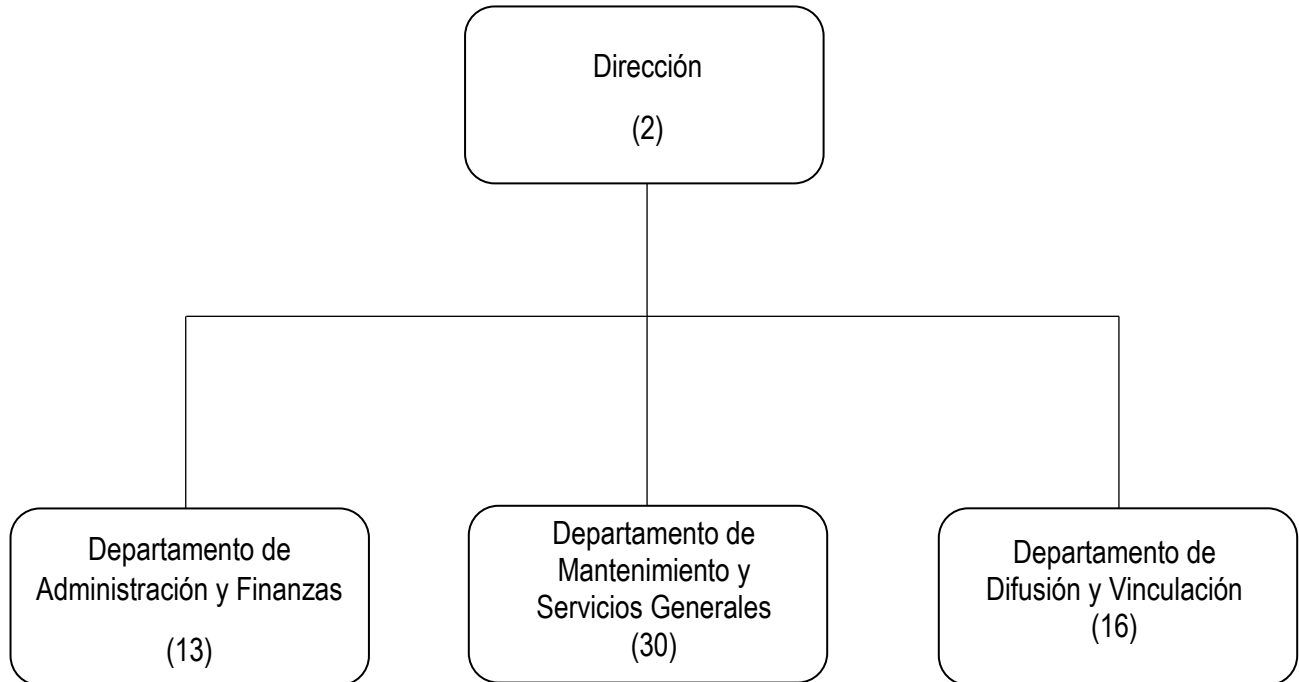 Dirección
(2)
Departamento de
Administración y Finanzas
(13)
Departamento de
Mantenimiento y
Servicios Generales
(30)
Departamento de
Difusión y Vinculación
(16)